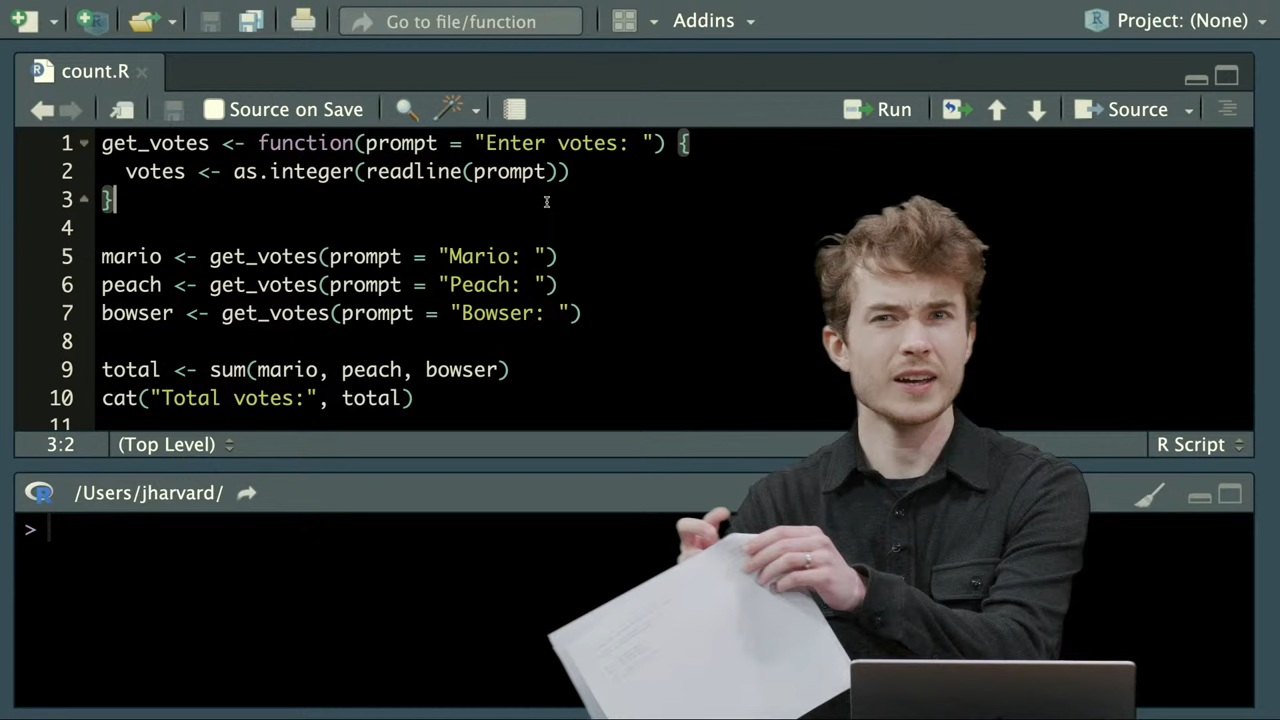 Go to file/function
Addins
Project: (None)
count.R
Source on Save
Run
Source
1 get_votes <- function(prompt = "Enter votes: ") {
2   votes <- as.integer(readline(prompt))
3 }
4
5 mario <- get_votes(prompt = "Mario: ")
6 peach <- get_votes(prompt = "Peach: ")
7 bowser <- get_votes(prompt = "Bowser: ")
8
9 total <- sum(mario, peach, bowser)
10 cat("Total votes:", total)
11
3:2
(Top Level)
R Script
/Users/jharvard/
>